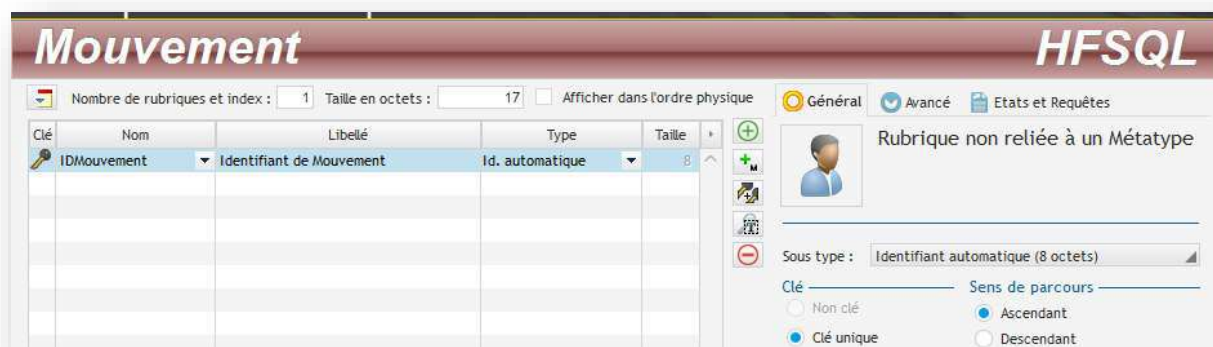 Mouvement HFSQL
Nombre de rubriques et index : 1 Taille en octets : 17 Afficher dans l'ordre physique
Général Avancé Etats et Requêtes
Clé Nom Libellé Type Taille
IDMouvement Identifiant de Mouvement Id. automatique 8
Rubrique non reliée à un Métatype
Sous type : Identifiant automatique (8 octets)
Clé Sens de parcours
Non clé Ascendant
Clé unique Descendant